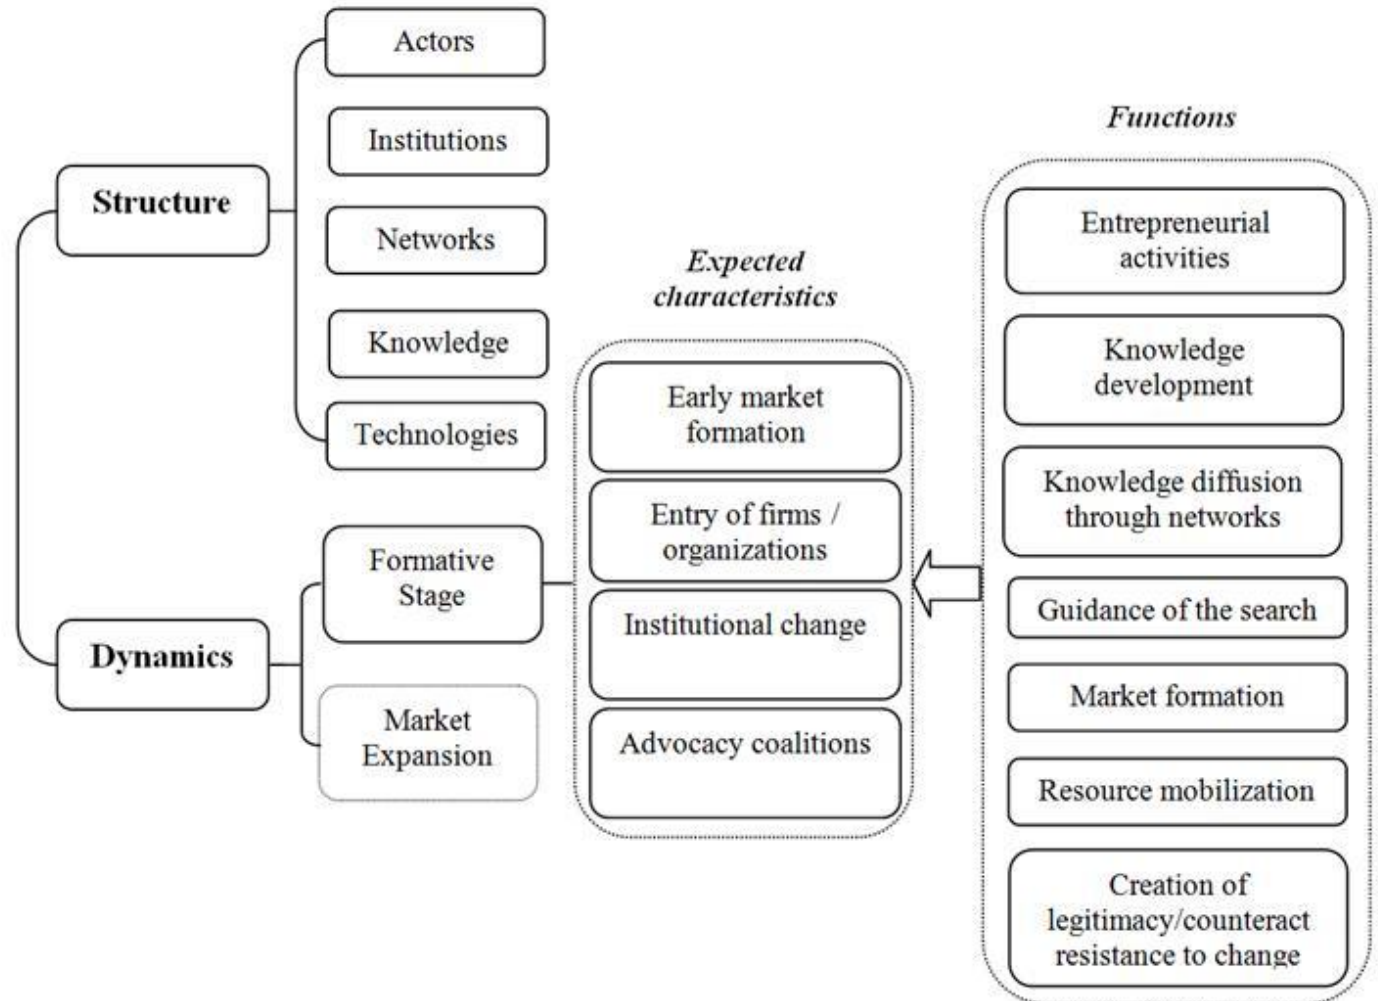 Structure
Actors
Institutions
Networks
Knowledge
Technologies
Dynamics
Formative
Stage
Market
Expansion
Expected
characteristics
Early market
formation
Entry of firms /
organizations
Institutional change
Advocacy coalitions
Functions
Entrepreneurial
activities
Knowledge
development
Knowledge diffusion
through networks
Guidance of the search
Market formation
Resource mobilization
Creation of
legitimacy/counteract
resistance to change